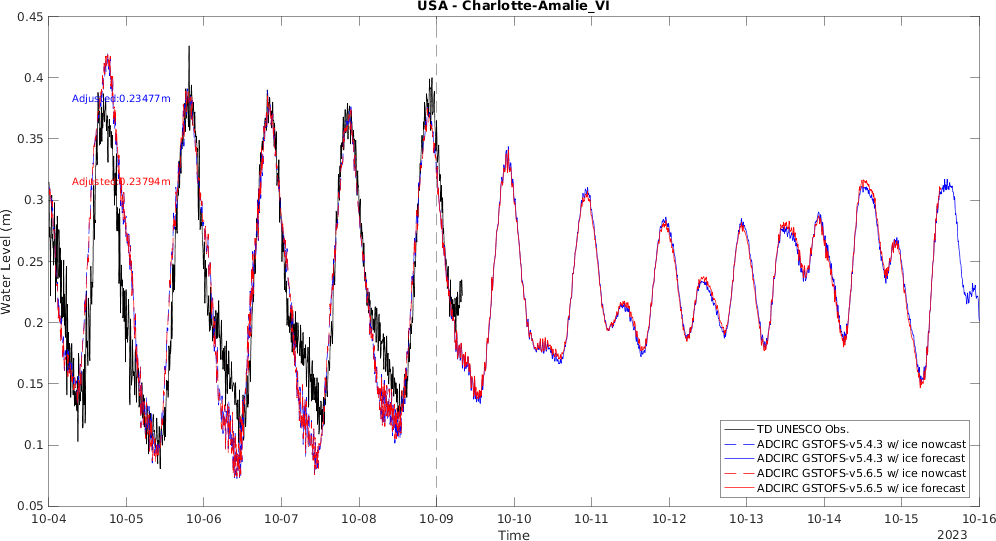 USA - Charlotte-Amalie_VI
0.45
0.4
Adjusted:0.23477m
0.35
Adjusted:0.23794m
0.3
0.25
0.2
0.15
0.1
0.05
Water Level (m)
TD UNESCO Obs.
ADCIRC GSTOFS-v5.4.3 w/ ice nowcast
ADCIRC GSTOFS-v5.4.3 w/ ice forecast
ADCIRC GSTOFS-v5.6.5 w/ ice nowcast
ADCIRC GSTOFS-v5.6.5 w/ ice forecast
10-04 10-05 10-06 10-07 10-08 10-09 10-10 10-11 10-12 10-13 10-14 10-15 10-16
Time
2023